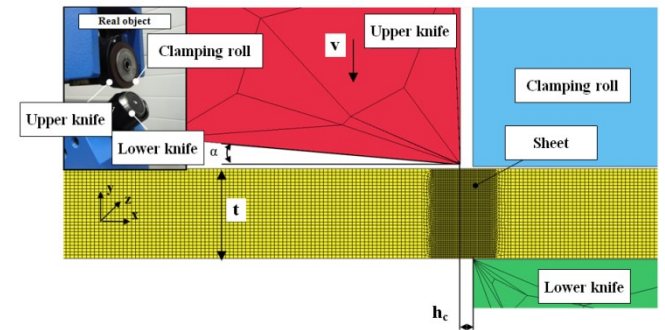 Real object
Clamping roll
Upper knife
Lower knife
v
Upper knife
Clamping roll
Sheet
α
y
z
x
t
Lower knife
hc